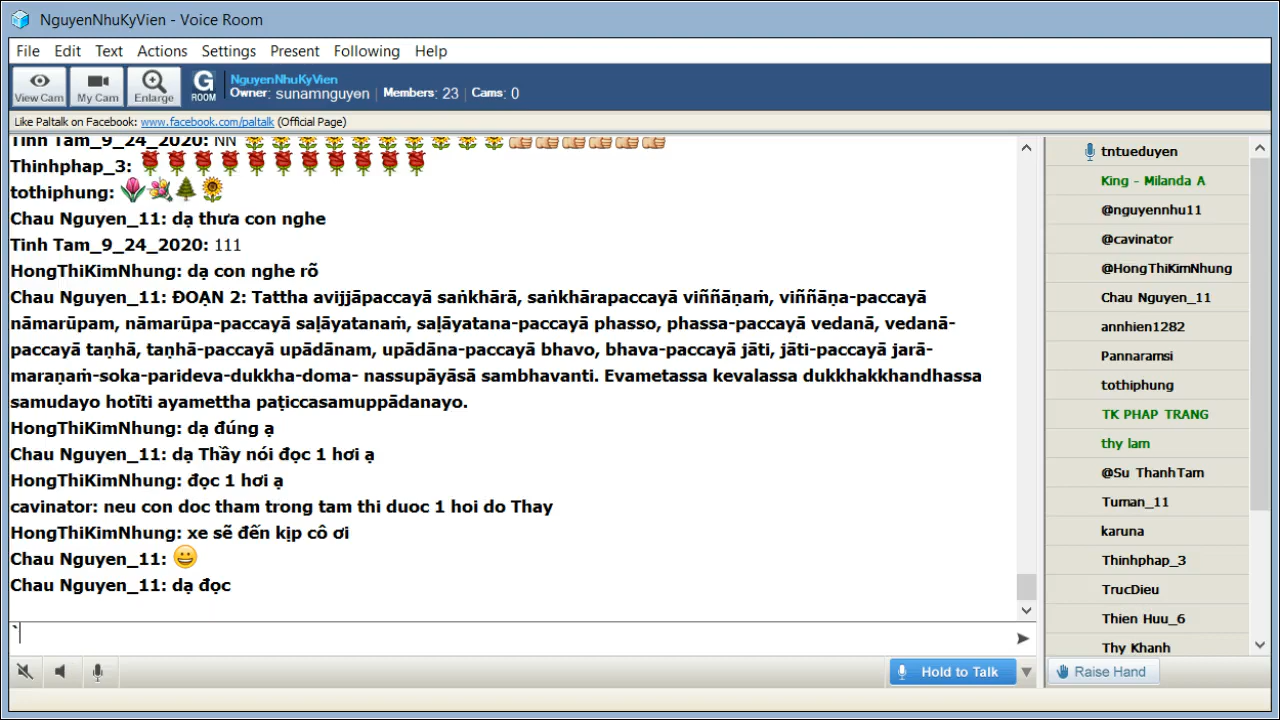 NguyenNhuKyVien - Voice Room
File Edit Text Actions Settings Present Following Help
View Cam My Cam Enlarge G ROOM NguyenNhuKyVien
Owner: sunamnguyen | Members: 23 | Cams: 0
Like Paltalk on Facebook: www.facebook.com/paltalk (Official Page)
Tinh Tam_9_24_2020: NN
Thinhphap_3:
tothiphung:
Chau Nguyen_11: dạ thưa con nghe
Tinh Tam_9_24_2020: 111
HongThiKimNhung: dạ con nghe rõ
Chau Nguyen_11: ĐOẠN 2: Tattha avijjāpaccayā saṅkhārā, saṅkhārapaccayā viññāṇaṁ, viññāṇa-paccayā
nāmarūpam, nāmarūpa-paccayā saḷāyatanaṁ, saḷāyatana-paccayā phasso, phassa-paccayā vedanā, vedanā-
paccayā taṇhā, taṇhā-paccayā upādānam, upādāna-paccayā bhavo, bhava-paccayā jāti, jāti-paccayā jarā-
maraṇaṁ-soka-parideva-dukkha-doma- nassupāyāsā sambhavanti. Evametassa kevalassa dukkhakkhandhassa
samudayo hotīti ayamettha paṭiccasamuppādanayo.
HongThiKimNhung: dạ đúng ạ
Chau Nguyen_11: dạ Thầy nói đọc 1 hơi ạ
HongThiKimNhung: đọc 1 hơi ạ
cavinator: neu con doc tham trong tam thi duoc 1 hoi do Thay
HongThiKimNhung: xe sẽ đến kịp cô ơi
Chau Nguyen_11:
Chau Nguyen_11: dạ đọc
`
Hold to Talk
tntueduyen
King - Milanda A
@nguyennhu11
@cavinator
@HongThiKimNhung
Chau Nguyen_11
annhien1282
Pannaramsi
tothiphung
TK PHAP TRANG
thy lam
@Su ThanhTam
Tuman_11
karuna
Thinhphap_3
TrucDieu
Thien Huu_6
Thy Khanh
Raise Hand